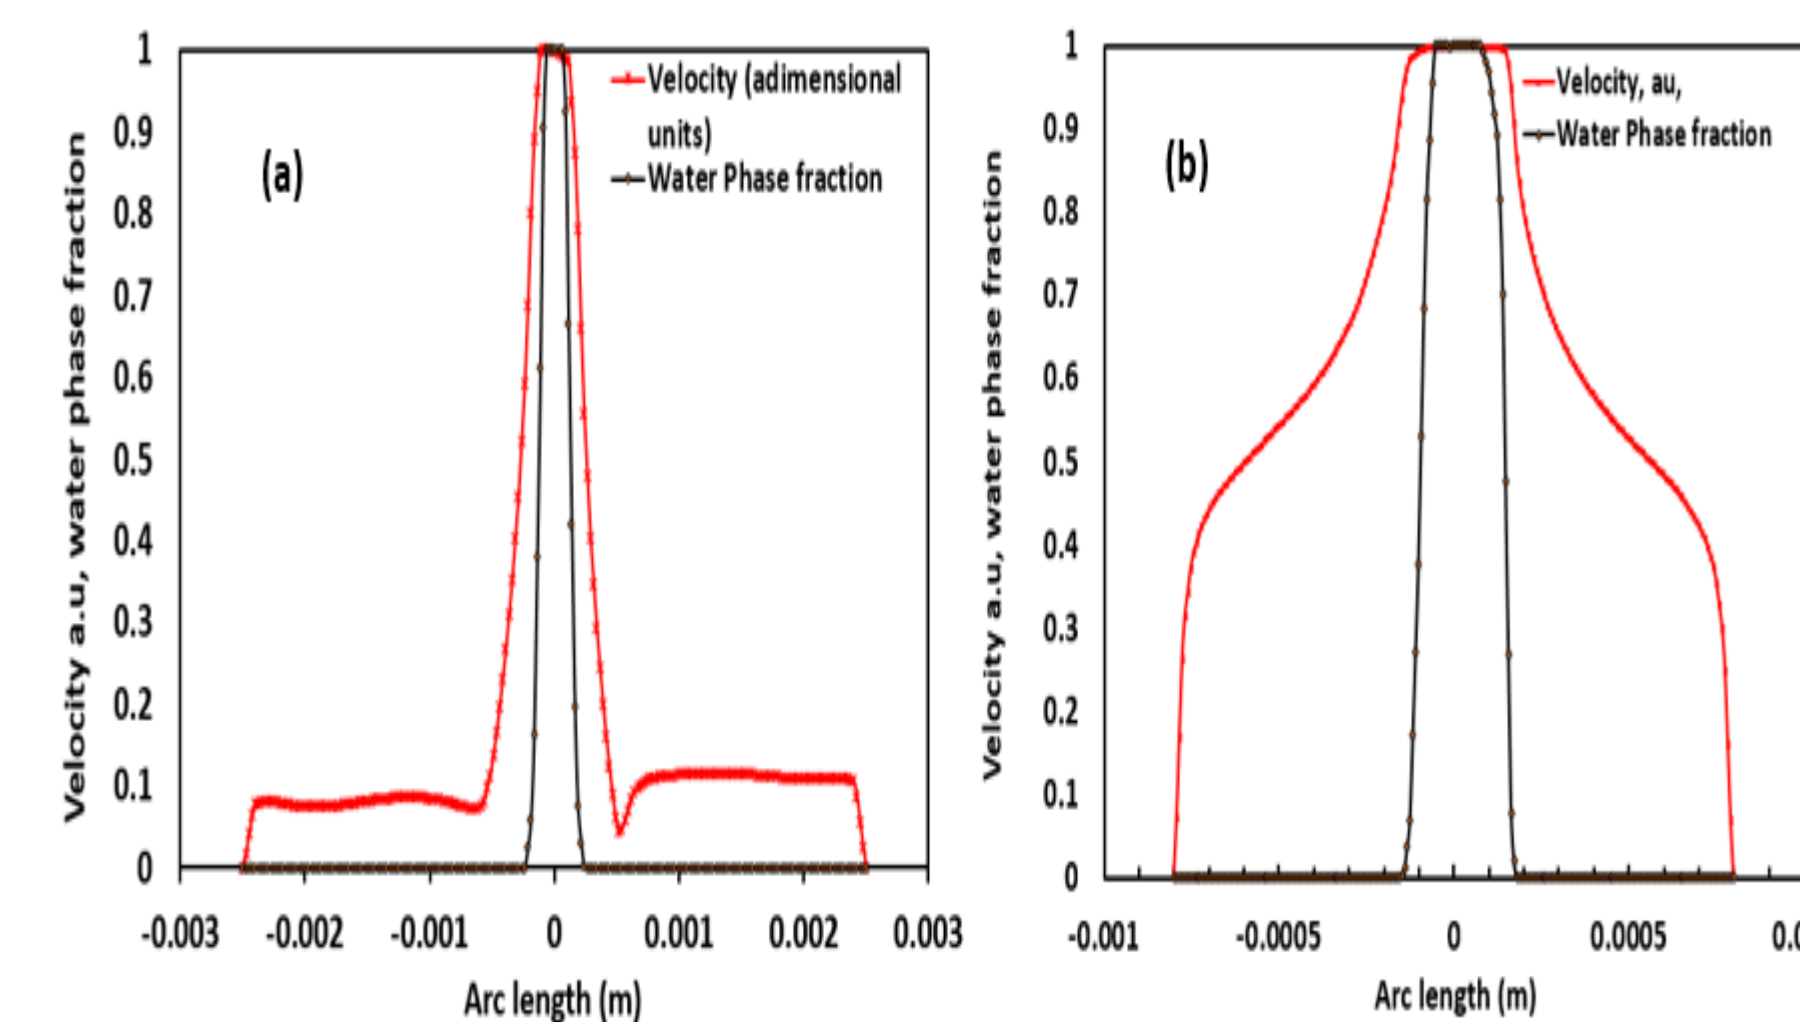 Velocity a.u, water phase fraction
1
0.9
0.8
0.7
0.6
0.5
0.4
0.3
0.2
0.1
0
(a)
Velocity (adimensional
units)
Water Phase fraction
-0.003 -0.002 -0.001 0 0.001 0.002 0.003
Arc length (m)
Velocity a.u, water phase fraction
1
0.9
0.8
0.7
0.6
0.5
0.4
0.3
0.2
0.1
0
(b)
Velocity, au,
Water Phase fraction
-0.001 -0.0005 0 0.0005
Arc length (m)